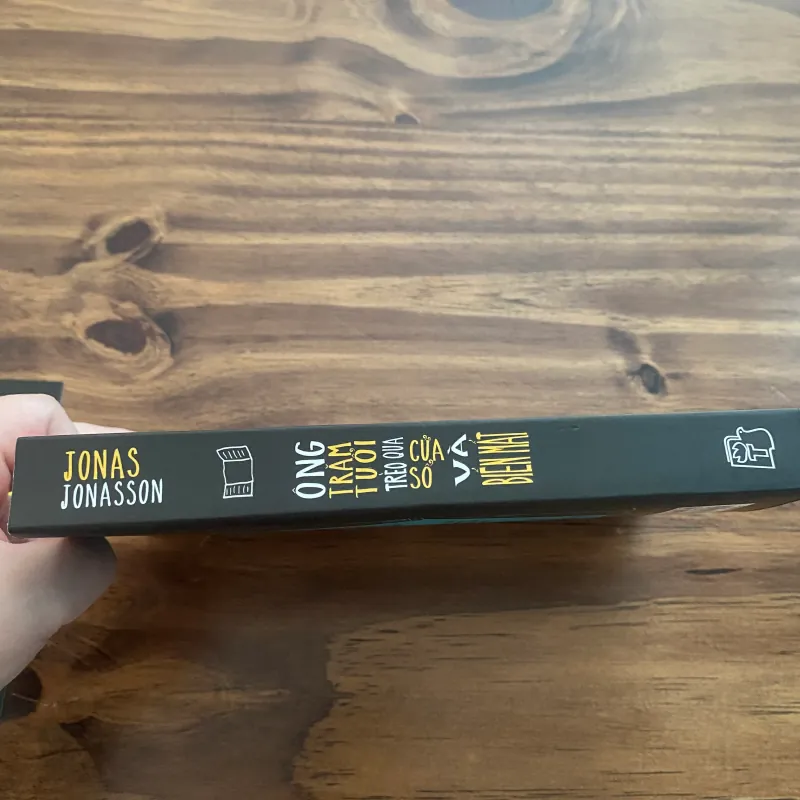 JONAS
JONASSON
ÔNG
TRĂM
TUỔI
TRÈO QUA
CỬA
SỔ
VÀ
BIẾN MẤT
T